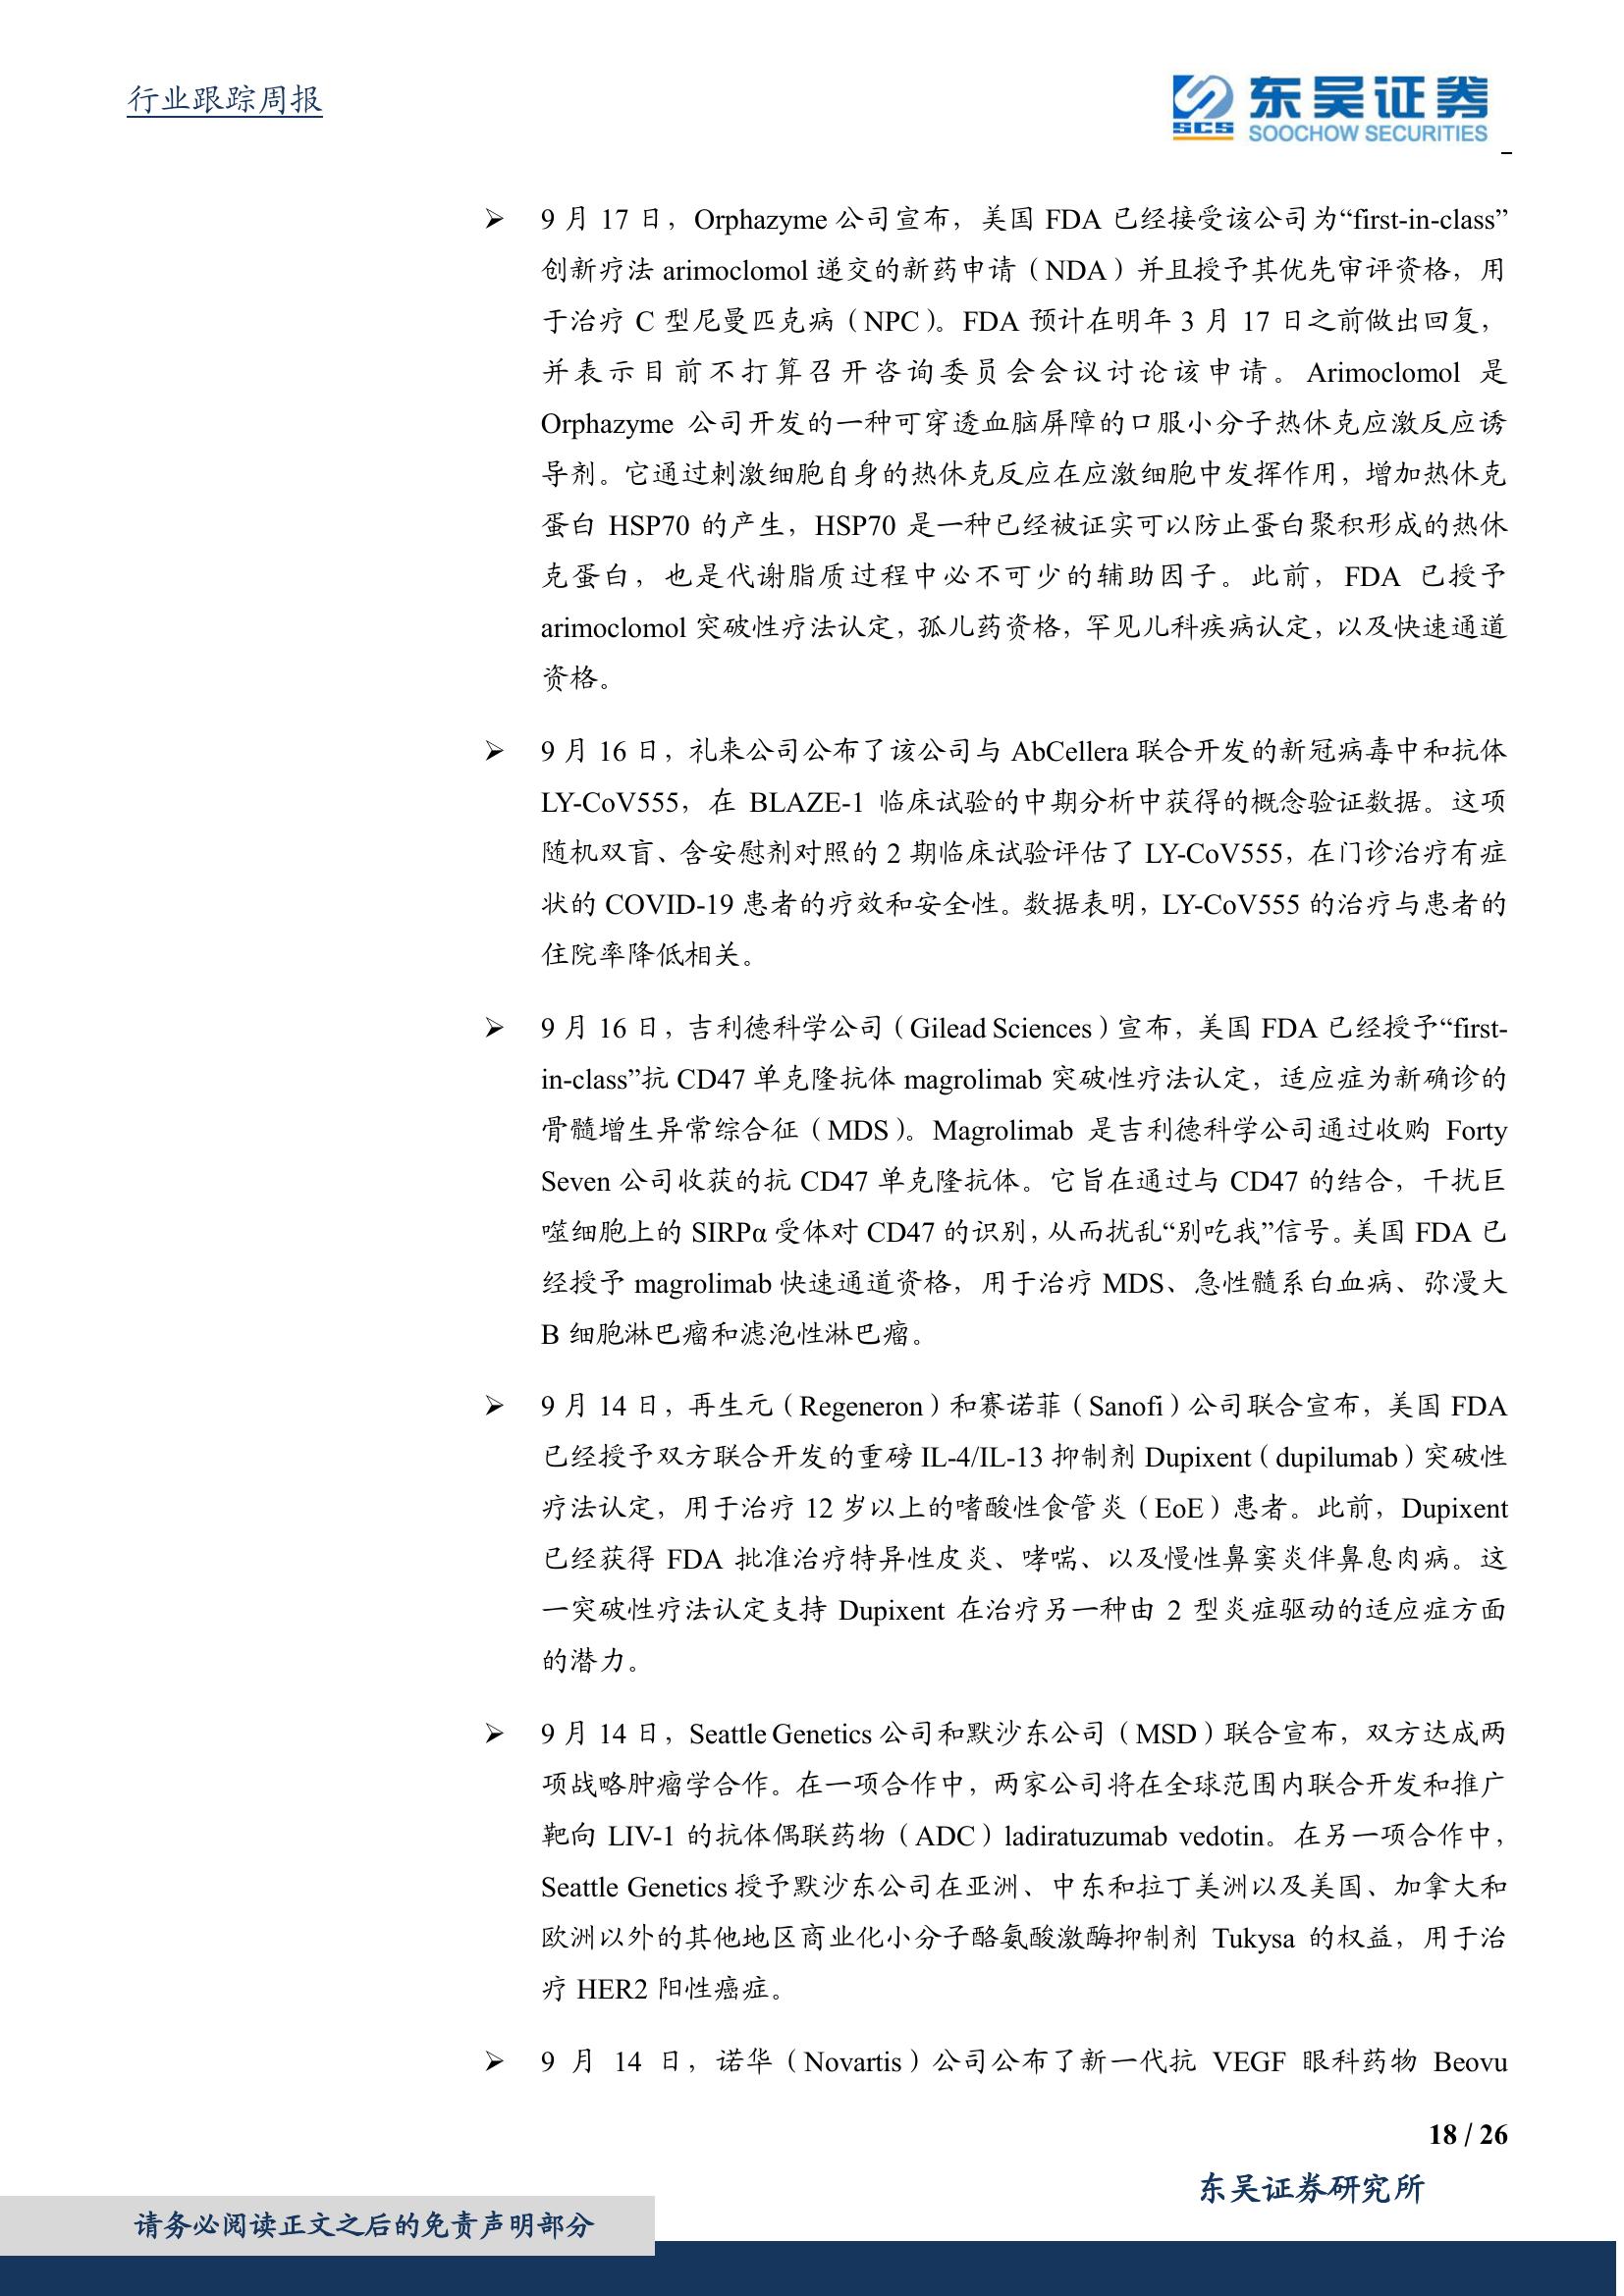 行业跟踪周报
SCS
东吴证券
SOOCHOW SECURITIES
➢ 9 月 17 日，Orphazyme 公司宣布，美国 FDA 已经接受该公司为“first-in-class”
创新疗法 arimoclomol 递交的新药申请（NDA）并且授予其优先审评资格，用
于治疗 C 型尼曼匹克病（NPC）。FDA 预计在明年 3 月 17 日之前做出回复，
并表示目前不打算召开咨询委员会会议讨论该申请。Arimoclomol 是
Orphazyme 公司开发的一种可穿透血脑屏障的口服小分子热休克应激反应诱
导剂。它通过刺激细胞自身的热休克反应在应激细胞中发挥作用，增加热休克
蛋白 HSP70 的产生，HSP70 是一种已经被证实可以防止蛋白聚积形成的热休
克蛋白，也是代谢脂质过程中必不可少的辅助因子。此前，FDA 已授予
arimoclomol 突破性疗法认定，孤儿药资格，罕见儿科疾病认定，以及快速通道
资格。
➢ 9 月 16 日，礼来公司公布了该公司与 AbCellera 联合开发的新冠病毒中和抗体
LY-CoV555，在 BLAZE-1 临床试验的中期分析中获得的概念验证数据。这项
随机双盲、含安慰剂对照的 2 期临床试验评估了 LY-CoV555，在门诊治疗有症
状的 COVID-19 患者的疗效和安全性。数据表明，LY-CoV555 的治疗与患者的
住院率降低相关。
➢ 9 月 16 日，吉利德科学公司（Gilead Sciences）宣布，美国 FDA 已经授予“first-
in-class”抗 CD47 单克隆抗体 magrolimab 突破性疗法认定，适应症为新确诊的
骨髓增生异常综合征（MDS）。Magrolimab 是吉利德科学公司通过收购 Forty
Seven 公司收获的抗 CD47 单克隆抗体。它旨在通过与 CD47 的结合，干扰巨
噬细胞上的 SIRPα 受体对 CD47 的识别，从而扰乱“别吃我”信号。美国 FDA 已
经授予 magrolimab 快速通道资格，用于治疗 MDS、急性髓系白血病、弥漫大
B 细胞淋巴瘤和滤泡性淋巴瘤。
➢ 9 月 14 日，再生元（Regeneron）和赛诺菲（Sanofi）公司联合宣布，美国 FDA
已经授予双方联合开发的重磅 IL-4/IL-13 抑制剂 Dupixent（dupilumab）突破性
疗法认定，用于治疗 12 岁以上的嗜酸性食管炎（EoE）患者。此前，Dupixent
已经获得 FDA 批准治疗特异性皮炎、哮喘、以及慢性鼻窦炎伴鼻息肉病。这
一突破性疗法认定支持 Dupixent 在治疗另一种由 2 型炎症驱动的适应症方面
的潜力。
➢ 9 月 14 日，Seattle Genetics 公司和默沙东公司（MSD）联合宣布，双方达成两
项战略肿瘤学合作。在一项合作中，两家公司将在全球范围内联合开发和推广
靶向 LIV-1 的抗体偶联药物（ADC）ladiratuzumab vedotin。在另一项合作中，
Seattle Genetics 授予默沙东公司在亚洲、中东和拉丁美洲以及美国、加拿大和
欧洲以外的其他地区商业化小分子酪氨酸激酶抑制剂 Tukysa 的权益，用于治
疗 HER2 阳性癌症。
➢ 9 月 14 日，诺华（Novartis）公司公布了新一代抗 VEGF 眼科药物 Beovu
18 / 26
东吴证券研究所
请务必阅读正文之后的免责声明部分